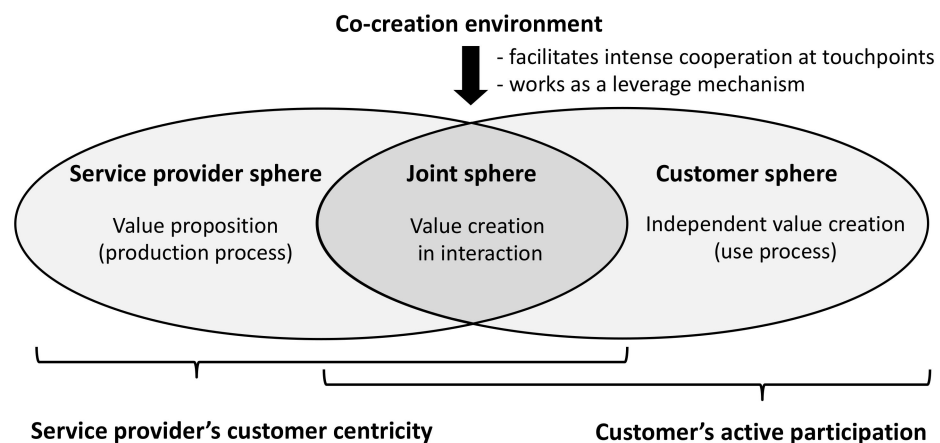 Co-creation environment
- facilitates intense cooperation at touchpoints
- works as a leverage mechanism
Service provider sphere
Value proposition
(production process)
Joint sphere
Value creation
in interaction
Customer sphere
Independent value creation
(use process)
Service provider’s customer centricity
Customer’s active participation